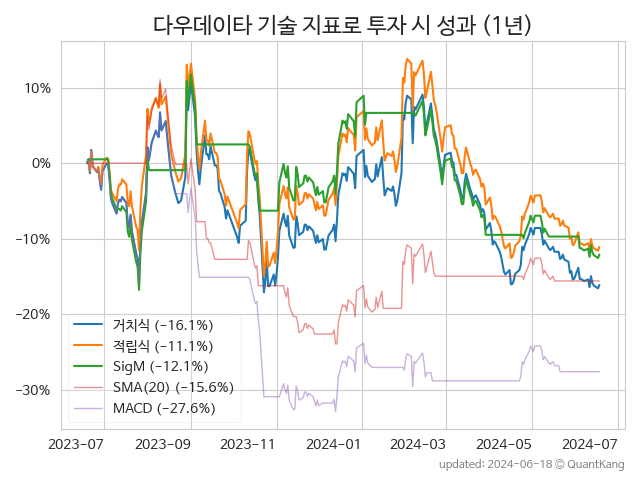 다우데이타 기술 지표로 투자 시 성과 (1년)
10%
0%
−10%
−20%
−30%
거치식 (−16.1%)
적립식 (−11.1%)
SigM (−12.1%)
SMA(20) (−15.6%)
MACD (−27.6%)
2023-07 2023-09 2023-11 2024-01 2024-03 2024-05 2024-07
updated: 2024-06-18 © QuantKang